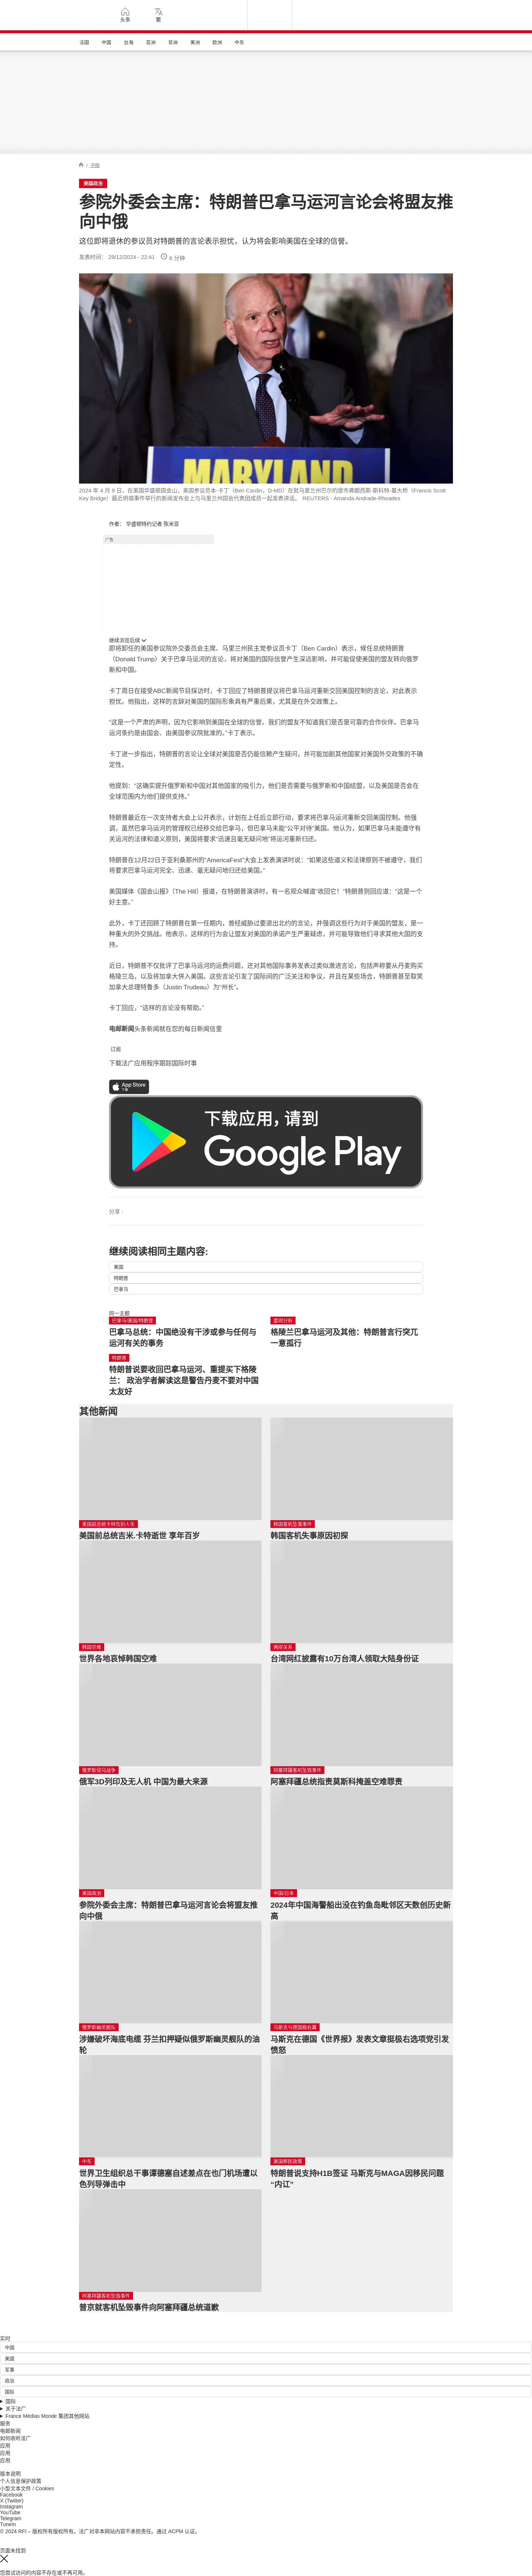 头条
繁
法国
中国
台海
亚洲
非洲
美洲
欧洲
中东
/ 中国
美国政治
参院外委会主席：特朗普巴拿马运河言论会将盟友推
向中俄
这位即将退休的参议员对特朗普的言论表示担忧，认为将会影响美国在全球的信誉。
发表时间： 29/12/2024 - 22:41
6 分钟
MARYLAND
2024 年 4 月 9 日，在美国华盛顿国会山，美国参议员本-卡丁（Ben Cardin，D-MD）在就马里兰州巴尔的摩市弗朗西斯·斯科特·基大桥（Francis Scott
Key Bridge）最近坍塌事件举行的新闻发布会上与马里兰州国会代表团成员一起发表讲话。 REUTERS - Amanda Andrade-Rhoades
作者： 华盛顿特约记者 陈米亚
广告
继续浏览后续
即将卸任的美国参议院外交委员会主席、马里兰州民主党参议员卡丁（Ben Cardin）表示，候任总统特朗普
（Donald Trump）关于巴拿马运河的言论，将对美国的国际信誉产生深远影响，并可能促使美国的盟友转向俄罗
斯和中国。
卡丁周日在接受ABC新闻节目采访时，卡丁回应了特朗普提议将巴拿马运河重新交回美国控制的言论，对此表示
担忧。他指出，这样的言辞对美国的国际形象具有严重后果，尤其是在外交政策上。
“这是一个严肃的声明，因为它影响到美国在全球的信誉。我们的盟友不知道我们是否是可靠的合作伙伴。巴拿马
运河条约是由国会、由美国参议院批准的。”卡丁表示。
卡丁进一步指出，特朗普的言论让全球对美国是否仍能信赖产生疑问，并可能加剧其他国家对美国外交政策的不确
定性。
他提到：“这确实提升俄罗斯和中国对其他国家的吸引力，他们是否需要与俄罗斯和中国结盟，以及美国是否会在
全球范围内为他们提供支持。”
特朗普最近在一次支持者大会上公开表示，计划在上任后立即行动，要求将巴拿马运河重新交回美国控制。他强
调，虽然巴拿马运河的管理权已经移交给巴拿马，但巴拿马未能“公平对待”美国。他认为，如果巴拿马未能遵守有
关运河的法律和道义原则，美国将要求“迅速且毫无疑问地”将运河重新归还。
特朗普在12月22日于亚利桑那州的“AmericaFest”大会上发表演讲时说：“如果这些道义和法律原则不被遵守，我们
将要求巴拿马运河完全、迅速、毫无疑问地归还给美国。”
美国媒体《国会山报》（The Hill）报道，在特朗普演讲时，有一名观众喊道“收回它！”特朗普则回应道：“这是一个
好主意。”
此外，卡丁还回顾了特朗普在第一任期内，曾经威胁过要退出北约的言论，并强调这些行为对于美国的盟友，是一
种重大的外交挑战。他表示，这样的行为会让盟友对美国的承诺产生严重疑虑，并可能导致他们寻求其他大国的支
持。
近日，特朗普不仅批评了巴拿马运河的运费问题，还对其他国际事务发表过类似激进言论，包括声称要从丹麦购买
格陵兰岛，以及将加拿大併入美国。这些言论引发了国际间的广泛关注和争议，并且在某些场合，特朗普甚至取笑
加拿大总理特鲁多（Justin Trudeau）为“州长”。
卡丁回应，“这样的言论没有帮助。”
电邮新闻头条新闻就在您的每日新闻信里
订阅
下载法广应用程序跟踪国际时事
App Store
下载
下载应用，请到
Google Play
分享 :
继续阅读相同主题内容:
美国
特朗普
巴拿马
同一主题
巴拿马/美国/特朗普
巴拿马总统：中国绝没有干涉或参与任何与
运河有关的事务
要闻分析
格陵兰巴拿马运河及其他：特朗普言行突兀
一意孤行
特朗普
特朗普说要收回巴拿马运河、重提买下格陵
兰： 政治学者解读这是警告丹麦不要对中国
太友好
其他新闻
美国前总统卡特告别人生
美国前总统吉米.卡特逝世 享年百岁
韩国客机坠落事件
韩国客机失事原因初探
韩国空难
世界各地哀悼韩国空难
两岸关系
台湾网红披露有10万台湾人领取大陆身份证
俄罗斯侵乌战争
俄军3D列印及无人机 中国为最大来源
阿塞拜疆客机坠毁事件
阿塞拜疆总统指责莫斯科掩盖空难罪责
美国政治
参院外委会主席：特朗普巴拿马运河言论会将盟友推
向中俄
中国/日本
2024年中国海警船出没在钓鱼岛毗邻区天数创历史新
高
俄罗斯幽灵舰队
涉嫌破坏海底电缆 芬兰扣押疑似俄罗斯幽灵舰队的油
轮
马斯克与德国极右翼
马斯克在德国《世界报》发表文章挺极右选项党引发
愤怒
中东
世界卫生组织总干事谭德塞自述差点在也门机场遭以
色列导弹击中
美国移民政策
特朗普说支持H1B签证 马斯克与MAGA因移民问题
“内讧”
阿塞拜疆客机坠毁事件
普京就客机坠毁事件向阿塞拜疆总统道歉
实时
中国
美国
军事
政治
国际
国际
关于法广
France Médias Monde 集团其他网站
服务
电邮新闻
如何收听法广
应用
应用
应用
版本说明
个人信息保护政策
小型文本文件 / Cookies
Facebook
X (Twitter)
Instagram
YouTube
Telegram
TuneIn
© 2024 RFI – 版权所有版权所有。法广对非本网站内容不承担责任。通过 ACPM 认证。
页面未找到
您尝试访问的内容不存在或不再可用。